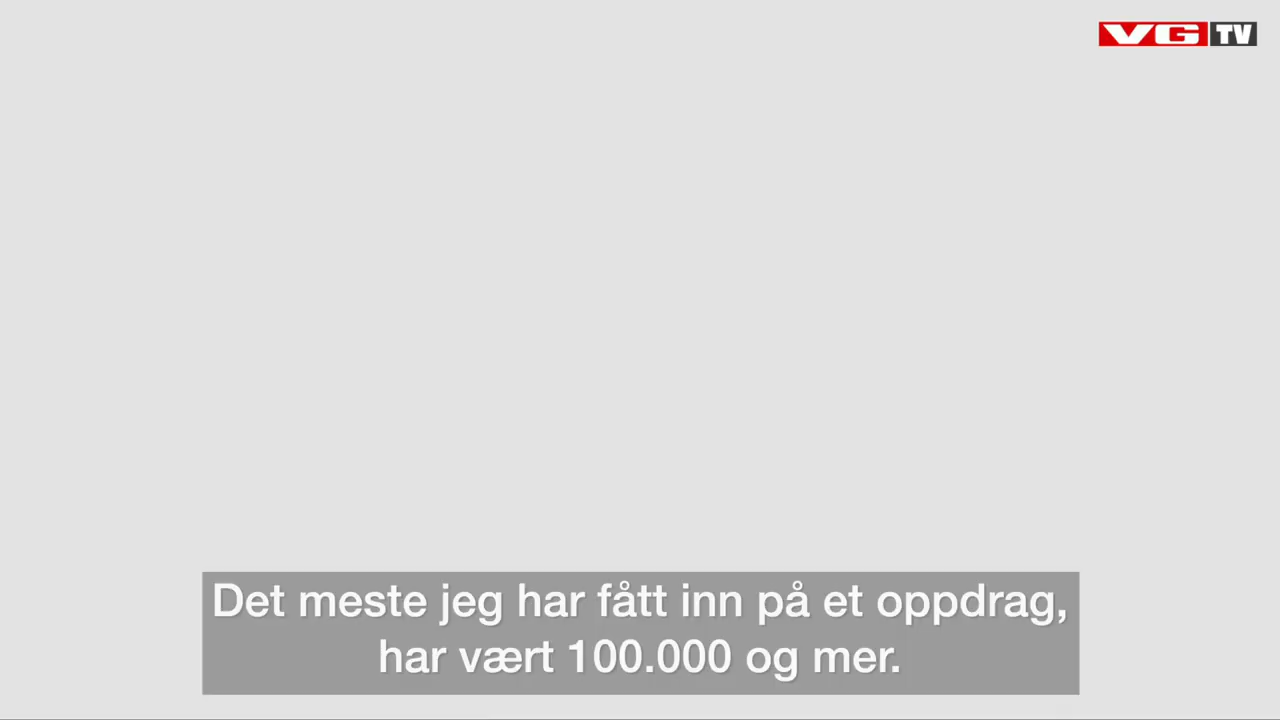 VG TV
Det meste jeg har fått inn på et oppdrag,
har vært 100.000 og mer.